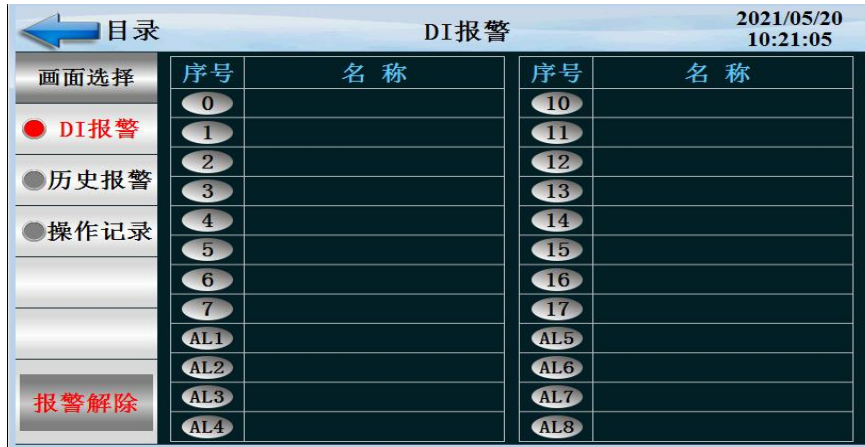 目录
DI报警
2021/05/20
10:21:05
画面选择
DI报警
历史报警
操作记录
报警解除
序号 名 称 序号 名 称
0 10
1 11
2 12
3 13
4 14
5 15
6 16
7 17
AL1 AL5
AL2 AL6
AL3 AL7
AL4 AL8